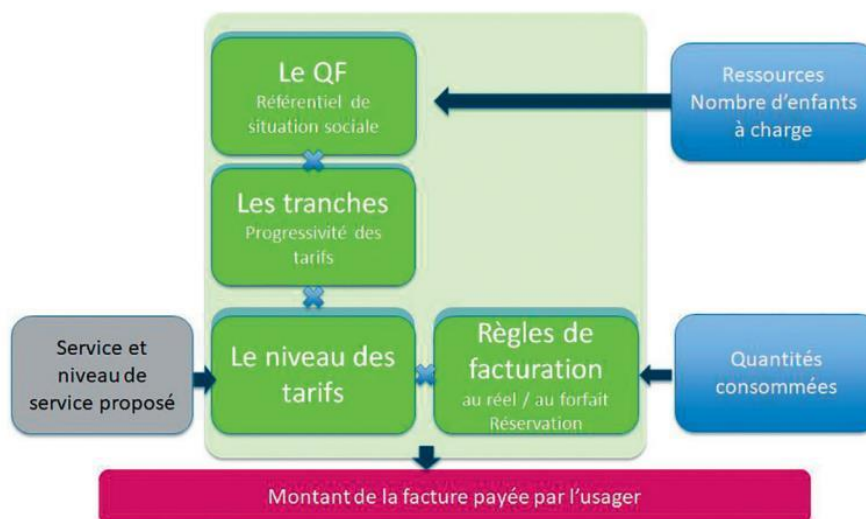 Le QF
Référentiel de
situation sociale
Ressources
Nombre d'enfants
à charge
Les tranches
Progressivité des
tarifs
Service et
niveau de
service proposé
Le niveau des
tarifs
Règles de
facturation
au réel / au forfait
Réservation
Quantités
consommées
Montant de la facture payée par l'usager